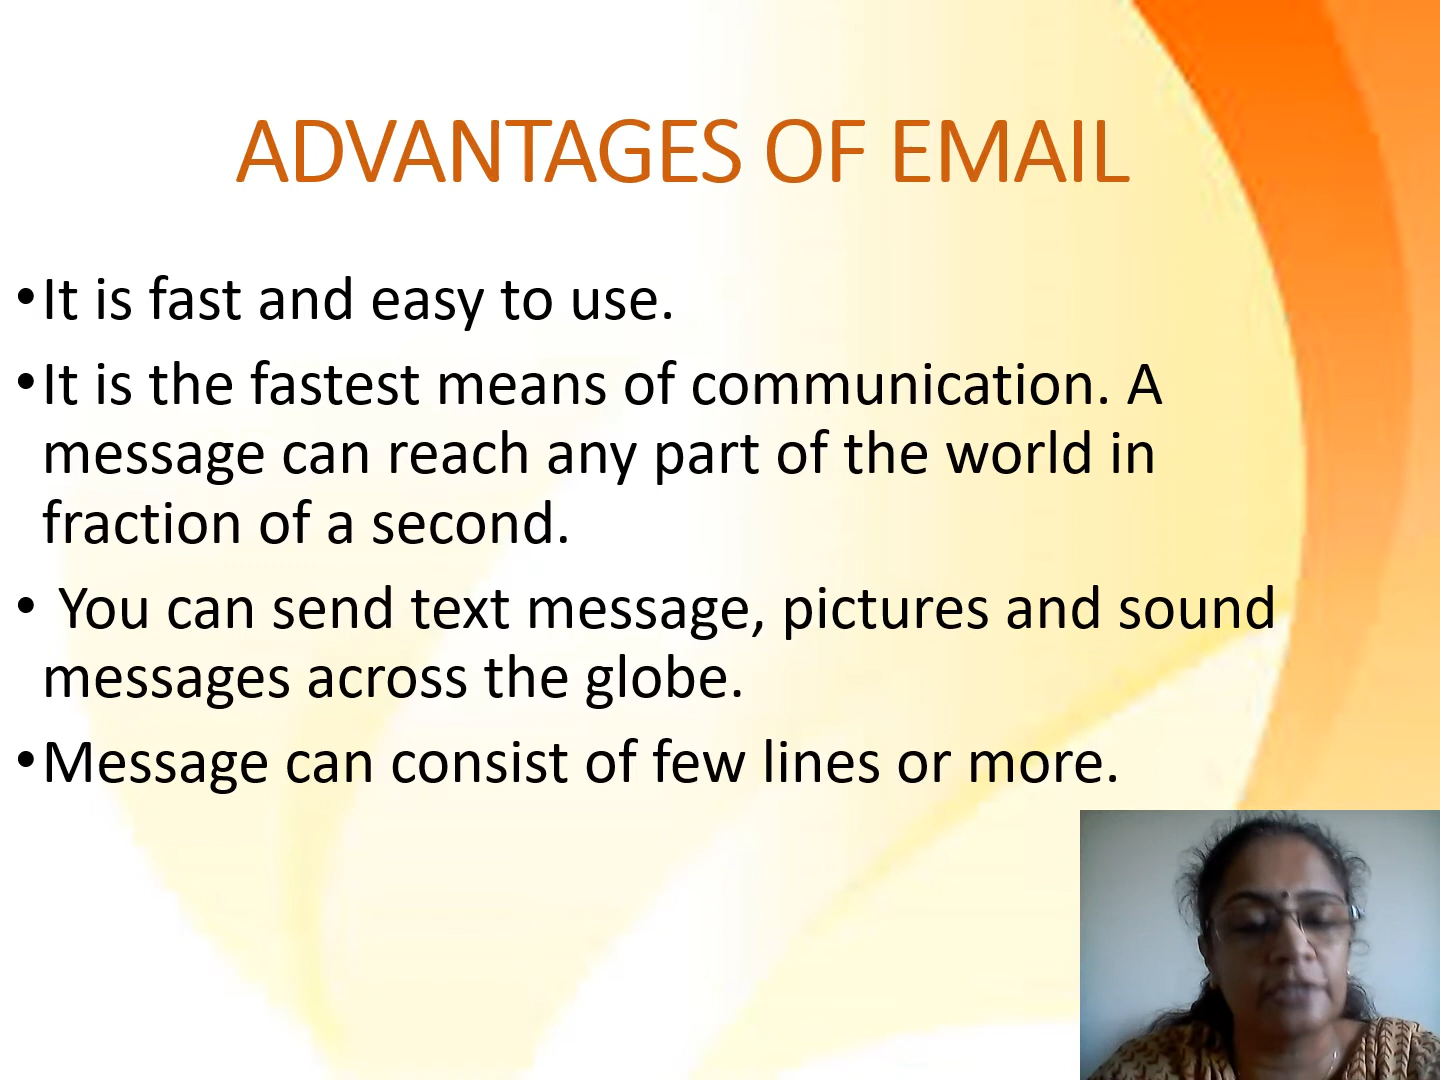 ADVANTAGES OF EMAIL
•It is fast and easy to use.
•It is the fastest means of communication. A
message can reach any part of the world in
fraction of a second.
• You can send text message, pictures and sound
messages across the globe.
•Message can consist of few lines or more.